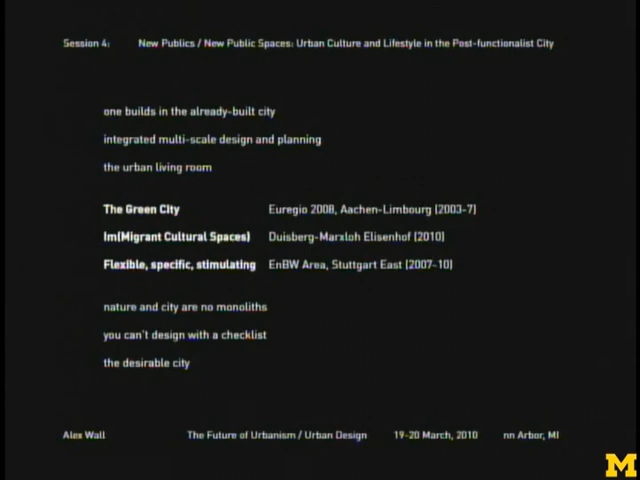 Session 4: New Publics / New Public Spaces: Urban Culture and Lifestyle in the Post-functionalist City
one builds in the already-built city
integrated multi-scale design and planning
the urban living room
The Green City Euregio 2008, Aachen-Limbourg (2003-7)
Im(Migrant Cultural Spaces) Duisberg-Marxloh Elisenhof (2010)
Flexible, specific, stimulating EnBW Area, Stuttgart East (2007-10)
nature and city are no monoliths
you can't design with a checklist
the desirable city
Alex Wall The Future of Urbanism / Urban Design 19-20 March, 2010 nn Arbor, MI
M